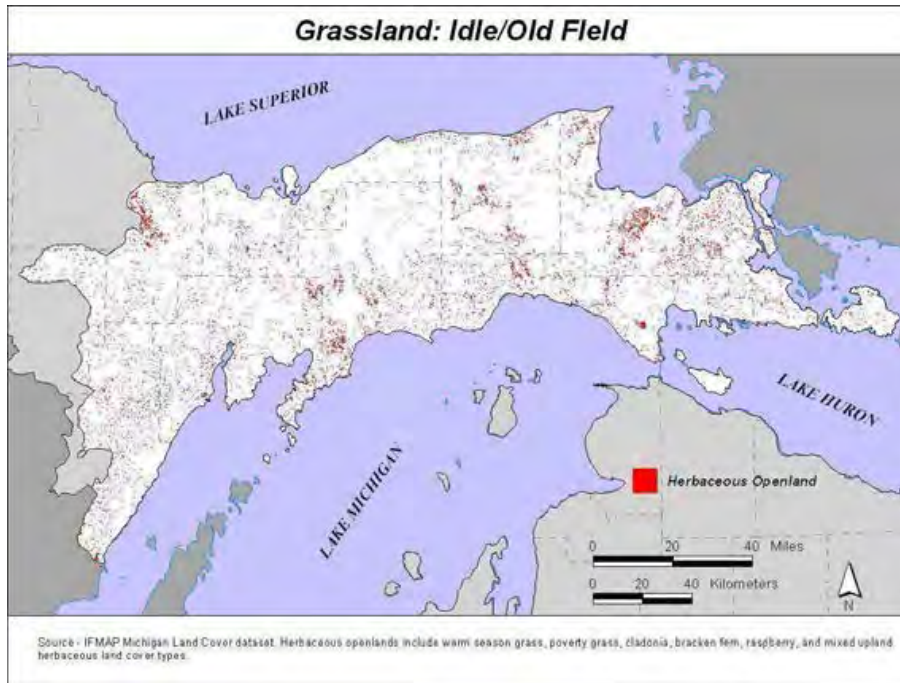 Grassland: Idle/Old Field
LAKE SUPERIOR
LAKE HURON
LAKE MICHIGAN
Herbaceous Openland
0 20 40 Miles
0 20 40 Kilometers
N
Source - IFMAP Michigan Land Cover dataset. Herbaceous openlands include warm season grass, poverty grass, cladonia, bracken fern, raspberry, and mixed upland
herbaceous land cover types.